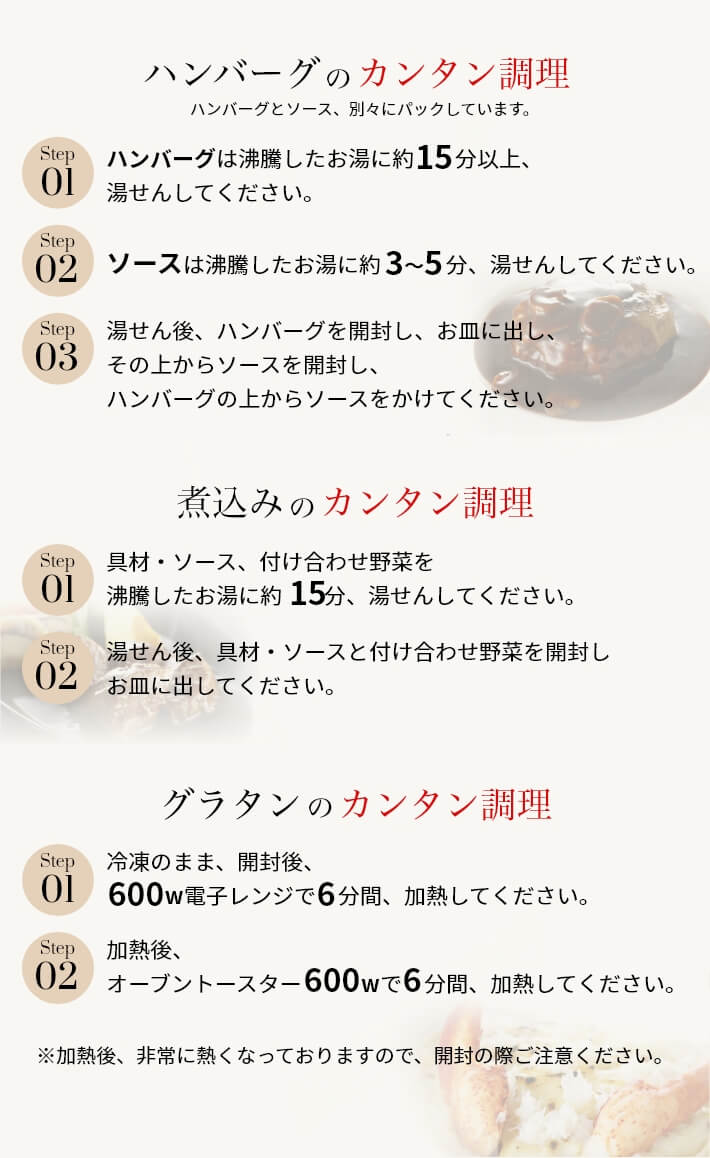 ハンバーグのカンタン調理
ハンバーグとソース、別々にパックしています。
Step
01
ハンバーグは沸騰したお湯に約15分以上、
湯せんしてください。
Step
02
ソースは沸騰したお湯に約3～5分、湯せんしてください。
Step
03
湯せん後、ハンバーグを開封し、お皿に出し、
その上からソースを開封し、
ハンバーグの上からソースをかけてください。
煮込みのカンタン調理
Step
01
具材・ソース、付け合わせ野菜を
沸騰したお湯に約 15分、湯せんしてください。
Step
02
湯せん後、具材・ソースと付け合わせ野菜を開封し
お皿に出してください。
グラタンのカンタン調理
Step
01
冷凍のまま、開封後、
600w電子レンジで6分間、加熱してください。
Step
02
加熱後、
オーブントースター600wで6分間、加熱してください。
※加熱後、非常に熱くなっておりますので、開封の際ご注意ください。